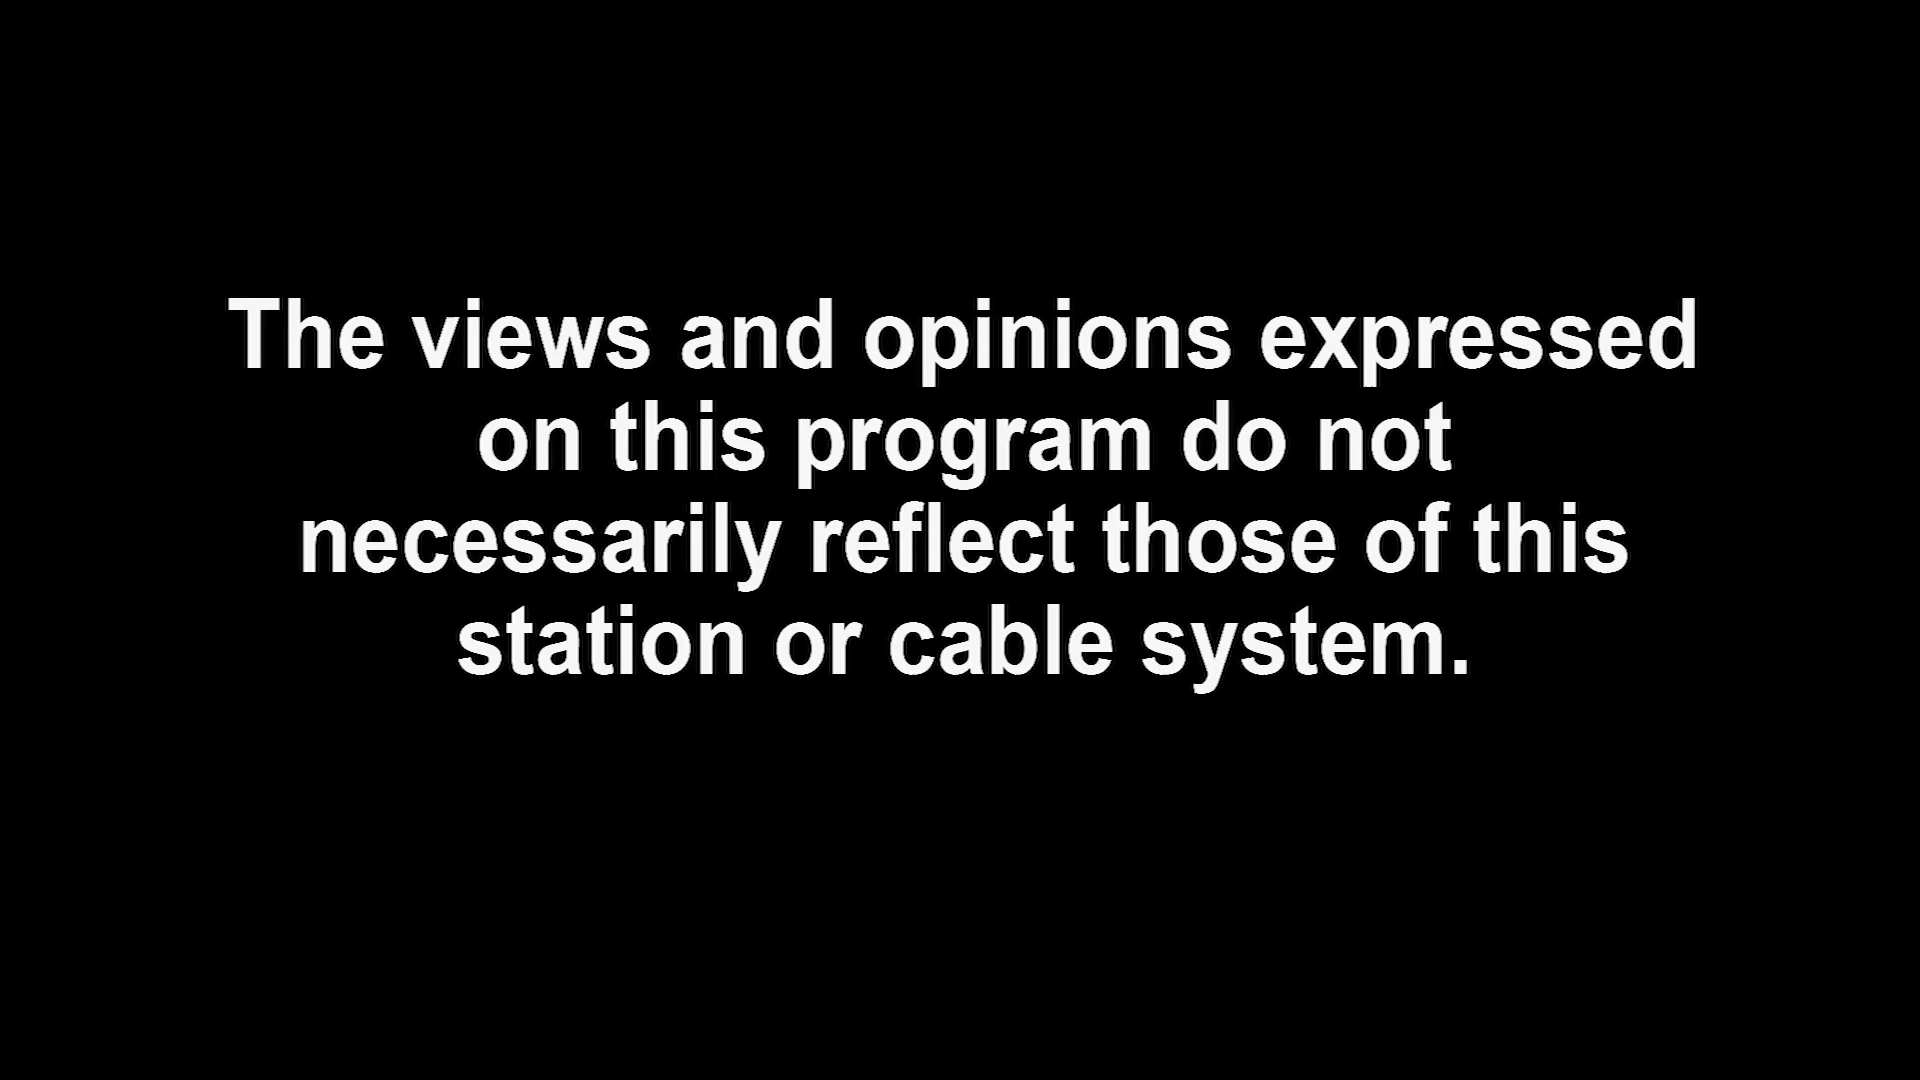 The views and opinions expressed
on this program do not
necessarily reflect those of this
station or cable system.